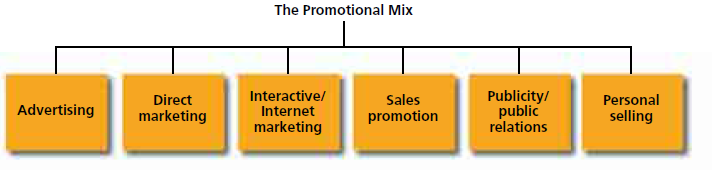 The Promotional Mix
Advertising
Direct
marketing
Interactive/
Internet
marketing
Sales
promotion
Publicity/
public
relations
Personal
selling